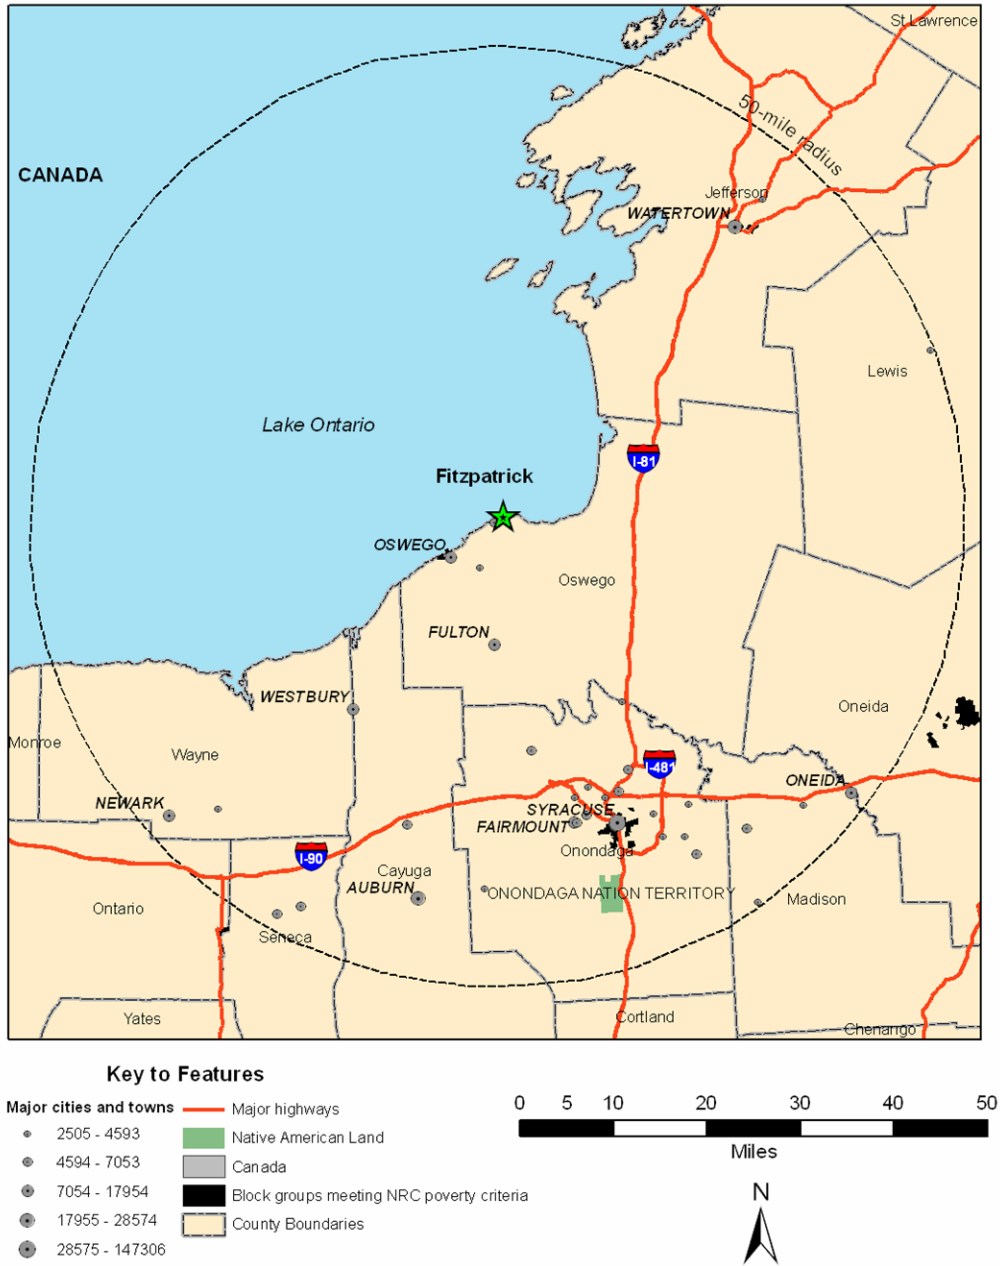 St Lawrence
50-mile radius
CANADA
Jefferson
WATERTOWN
Lewis
Lake Ontario
I-81
Fitzpatrick
OSWEGO
Oswego
FULTON
WESTBURY
Oneida
Monroe
Wayne
I-481
ONEIDA
NEWARK
SYRACUSE
FAIRMOUNT
I-90
Onondaga
Cayuga
AUBURN
ONONDAGA NATION TERRITORY
Madison
Ontario
Seneca
Yates
Cortland
Chenango
Key to Features
Major cities and towns
2505 - 4593
4594 - 7053
7054 - 17954
17955 - 28574
28575 - 147306
Major highways
Native American Land
Canada
Block groups meeting NRC poverty criteria
County Boundaries
0 5 10 20 30 40 50
Miles
N